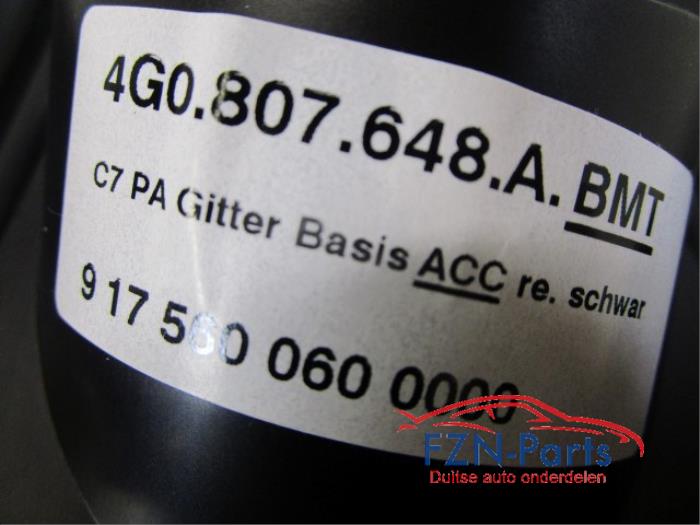 4G0.807.648.A.BMT
C7 PA Gitter Basis ACC re. schwar
9 17 560 060 0000
FZN-Parts
Duitse auto onderdelen